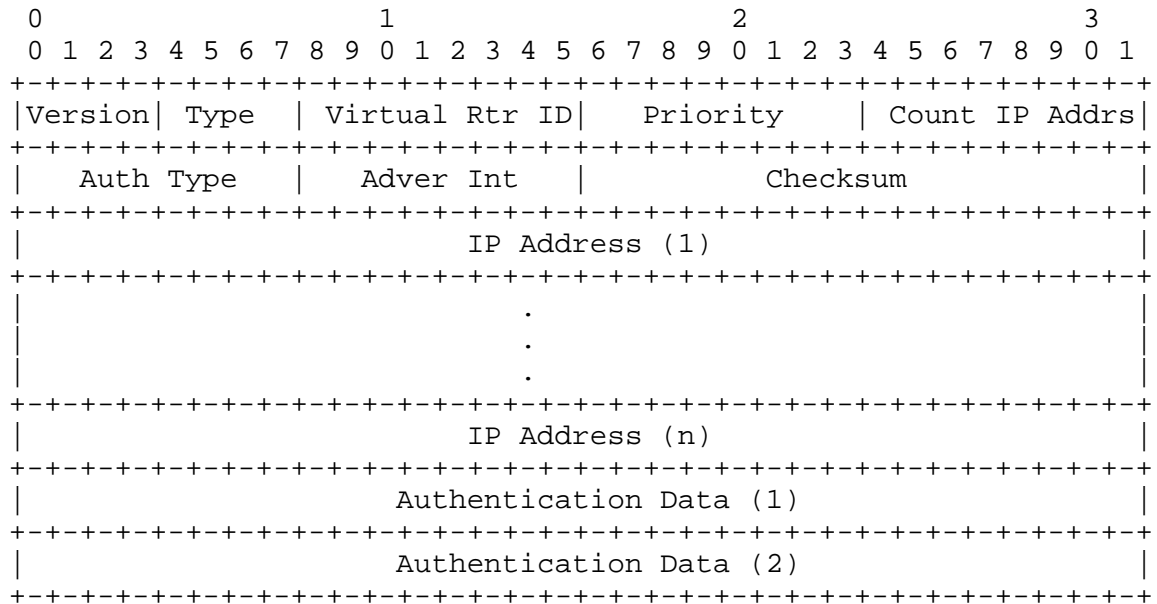 0                   1                   2                   3
 0 1 2 3 4 5 6 7 8 9 0 1 2 3 4 5 6 7 8 9 0 1 2 3 4 5 6 7 8 9 0 1
+-+-+-+-+-+-+-+-+-+-+-+-+-+-+-+-+-+-+-+-+-+-+-+-+-+-+-+-+-+-+-+-+
|Version| Type  | Virtual Rtr ID|   Priority    | Count IP Addrs|
+-+-+-+-+-+-+-+-+-+-+-+-+-+-+-+-+-+-+-+-+-+-+-+-+-+-+-+-+-+-+-+-+
|   Auth Type   |   Adver Int   |          Checksum             |
+-+-+-+-+-+-+-+-+-+-+-+-+-+-+-+-+-+-+-+-+-+-+-+-+-+-+-+-+-+-+-+-+
|                         IP Address (1)                        |
+-+-+-+-+-+-+-+-+-+-+-+-+-+-+-+-+-+-+-+-+-+-+-+-+-+-+-+-+-+-+-+-+
|                            .                                  |
|                            .                                  |
|                            .                                  |
+-+-+-+-+-+-+-+-+-+-+-+-+-+-+-+-+-+-+-+-+-+-+-+-+-+-+-+-+-+-+-+-+
|                         IP Address (n)                        |
+-+-+-+-+-+-+-+-+-+-+-+-+-+-+-+-+-+-+-+-+-+-+-+-+-+-+-+-+-+-+-+-+
|                     Authentication Data (1)                   |
+-+-+-+-+-+-+-+-+-+-+-+-+-+-+-+-+-+-+-+-+-+-+-+-+-+-+-+-+-+-+-+-+
|                     Authentication Data (2)                   |
+-+-+-+-+-+-+-+-+-+-+-+-+-+-+-+-+-+-+-+-+-+-+-+-+-+-+-+-+-+-+-+-+